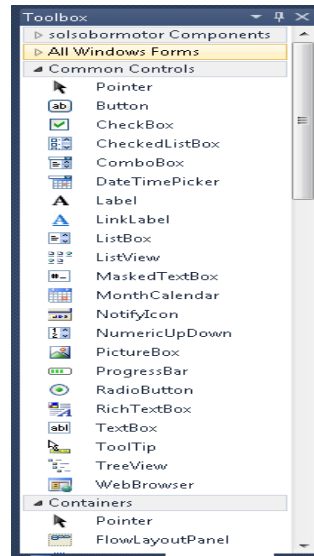 Toolbox
solsobormotor Components
All Windows Forms
Common Controls
Pointer
Button
CheckBox
CheckedListBox
ComboBox
DateTimePicker
Label
LinkLabel
ListBox
ListView
MaskedTextBox
MonthCalendar
NotifyIcon
NumericUpDown
PictureBox
ProgressBar
RadioButton
RichTextBox
TextBox
ToolTip
TreeView
WebBrowser
Containers
Pointer
FlowLayoutPanel